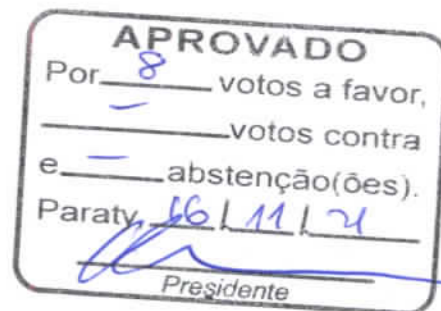 APROVADO
Por 8 votos a favor,
– votos contra
e – abstenção(ões).
Paraty 16 / 11 / 21
Presidente